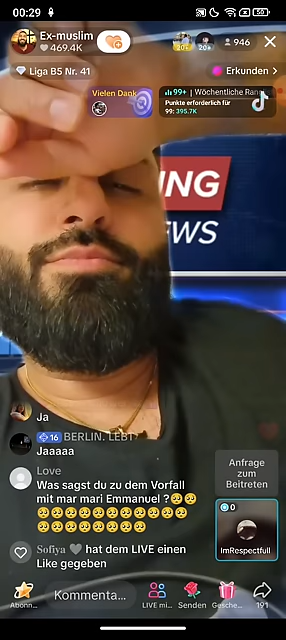 00:29
50
Ex-muslim
469.4K
20+
20+
946
Liga B5 Nr. 41
Erkunden >
Vielen Dank
99+ | Wöchentliche Rang
Punkte erforderlich für
99: 395.7K
ING
EWS
Ja
16 BERLIN. LEBT
Jaaaaa
Love
Was sagst du zu dem Vorfall
mit mar mari Emmanuel ?🥺🥺
🥺🥺🥺🥺🥺🥺🥺🥺🥺🥺🥺
🥺🥺🥺🥺🥺🥺🥺🥺
Sofiya 🩶 hat dem LIVE einen
Like gegeben
Anfrage
zum
Beitreten
0
ImRespectfull
Abonn...
Kommenta...
LIVE mi...
Senden
Gesche...
191